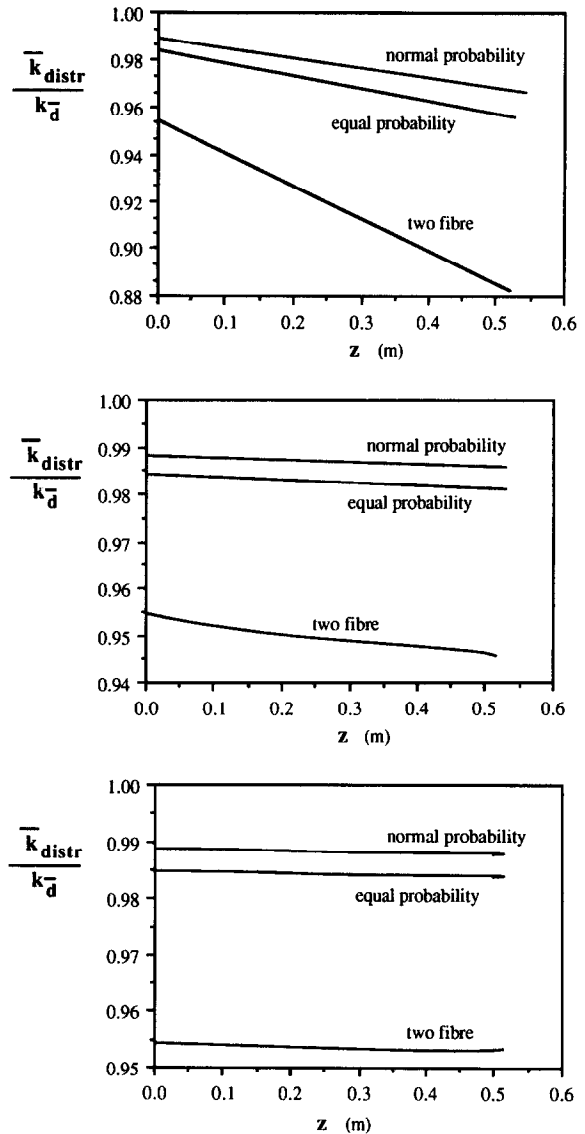 1.00
0.98
0.96
0.94
0.92
0.90
0.88
k̅ distr
k d̅
normal probability
equal probability
two fibre
0.0 0.1 0.2 0.3 0.4 0.5 0.6
z (m)
1.00
0.99
0.98
0.97
0.96
0.95
0.94
k̅ distr
k d̅
normal probability
equal probability
two fibre
0.0 0.1 0.2 0.3 0.4 0.5 0.6
z (m)
1.00
0.99
0.98
0.97
0.96
0.95
k̅ distr
k d̅
normal probability
equal probability
two fibre
0.0 0.1 0.2 0.3 0.4 0.5 0.6
z (m)